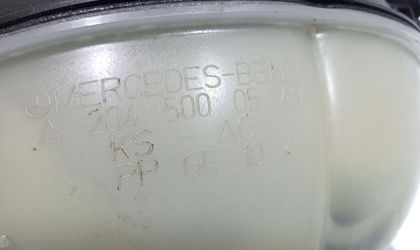 MERCEDES-BENZ
A 204 500 05 49
KS - AG
PP GF 10